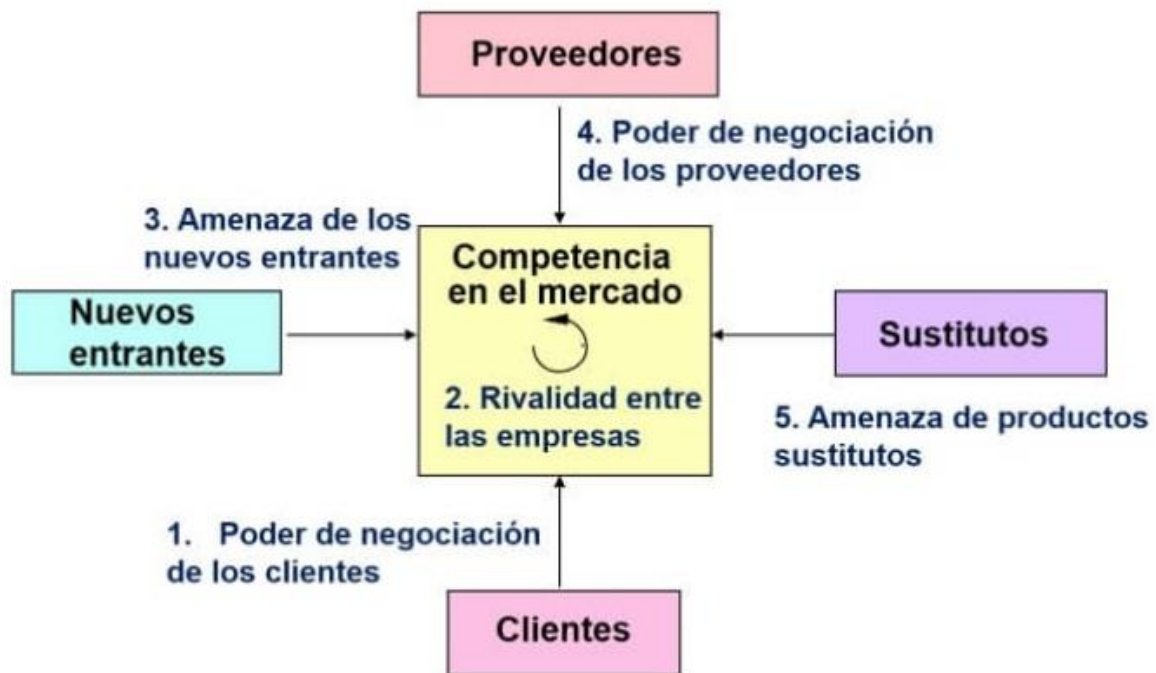 Proveedores
4. Poder de negociación
de los proveedores
3. Amenaza de los
nuevos entrantes
Competencia
en el mercado
2. Rivalidad entre
las empresas
Nuevos
entrantes
Sustitutos
5. Amenaza de productos
sustitutos
1. Poder de negociación
de los clientes
Clientes